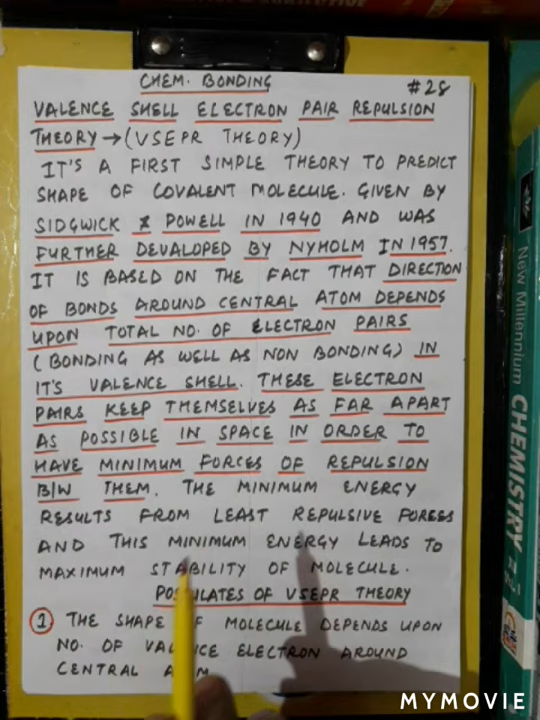 CHEM. BONDING
#28
VALENCE SHELL ELECTRON PAIR REPULSION
THEORY → (VSEPR THEORY)
IT'S A FIRST SIMPLE THEORY TO PREDICT
SHAPE OF COVALENT MOLECULE. GIVEN BY
SIDGWICK & POWELL IN 1940 AND WAS
FURTHER DEVALOPED BY NYHOLM IN 1957.
IT IS BASED ON THE FACT THAT DIRECTION
OF BONDS AROUND CENTRAL ATOM DEPENDS
UPON TOTAL NO. OF ELECTRON PAIRS
(BONDING AS WELL AS NON BONDING) IN
IT'S VALENCE SHELL. THESE ELECTRON
PAIRS KEEP THEMSELVES AS FAR APART
AS POSSIBLE IN SPACE IN ORDER TO
HAVE MINIMUM FORCES OF REPULSION
B/W THEM. THE MINIMUM ENERGY
RESULTS FROM LEAST REPULSIVE FORCES
AND THIS MINIMUM ENERGY LEADS TO
MAXIMUM STABILITY OF MOLECULE.
POSTULATES OF VSEPR THEORY
1 THE SHAPE OF MOLECULE DEPENDS UPON
NO. OF VALENCE ELECTRON AROUND
CENTRAL ATOM
New Millennium CHEMISTRY
MYMOVIE